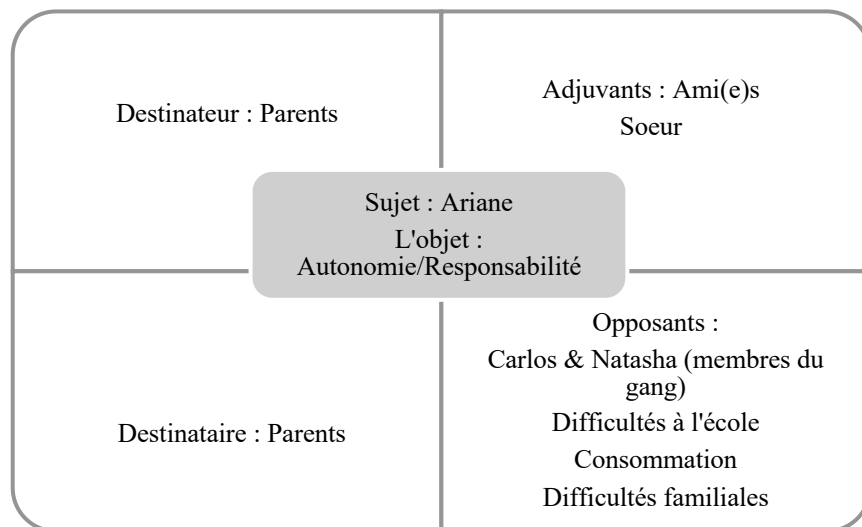 Destinateur : Parents
Adjuvants : Ami(e)s
Soeur
Sujet : Ariane
L'objet :
Autonomie/Responsabilité
Destinataire : Parents
Opposants :
Carlos & Natasha (membres du
gang)
Difficultés à l'école
Consommation
Difficultés familiales